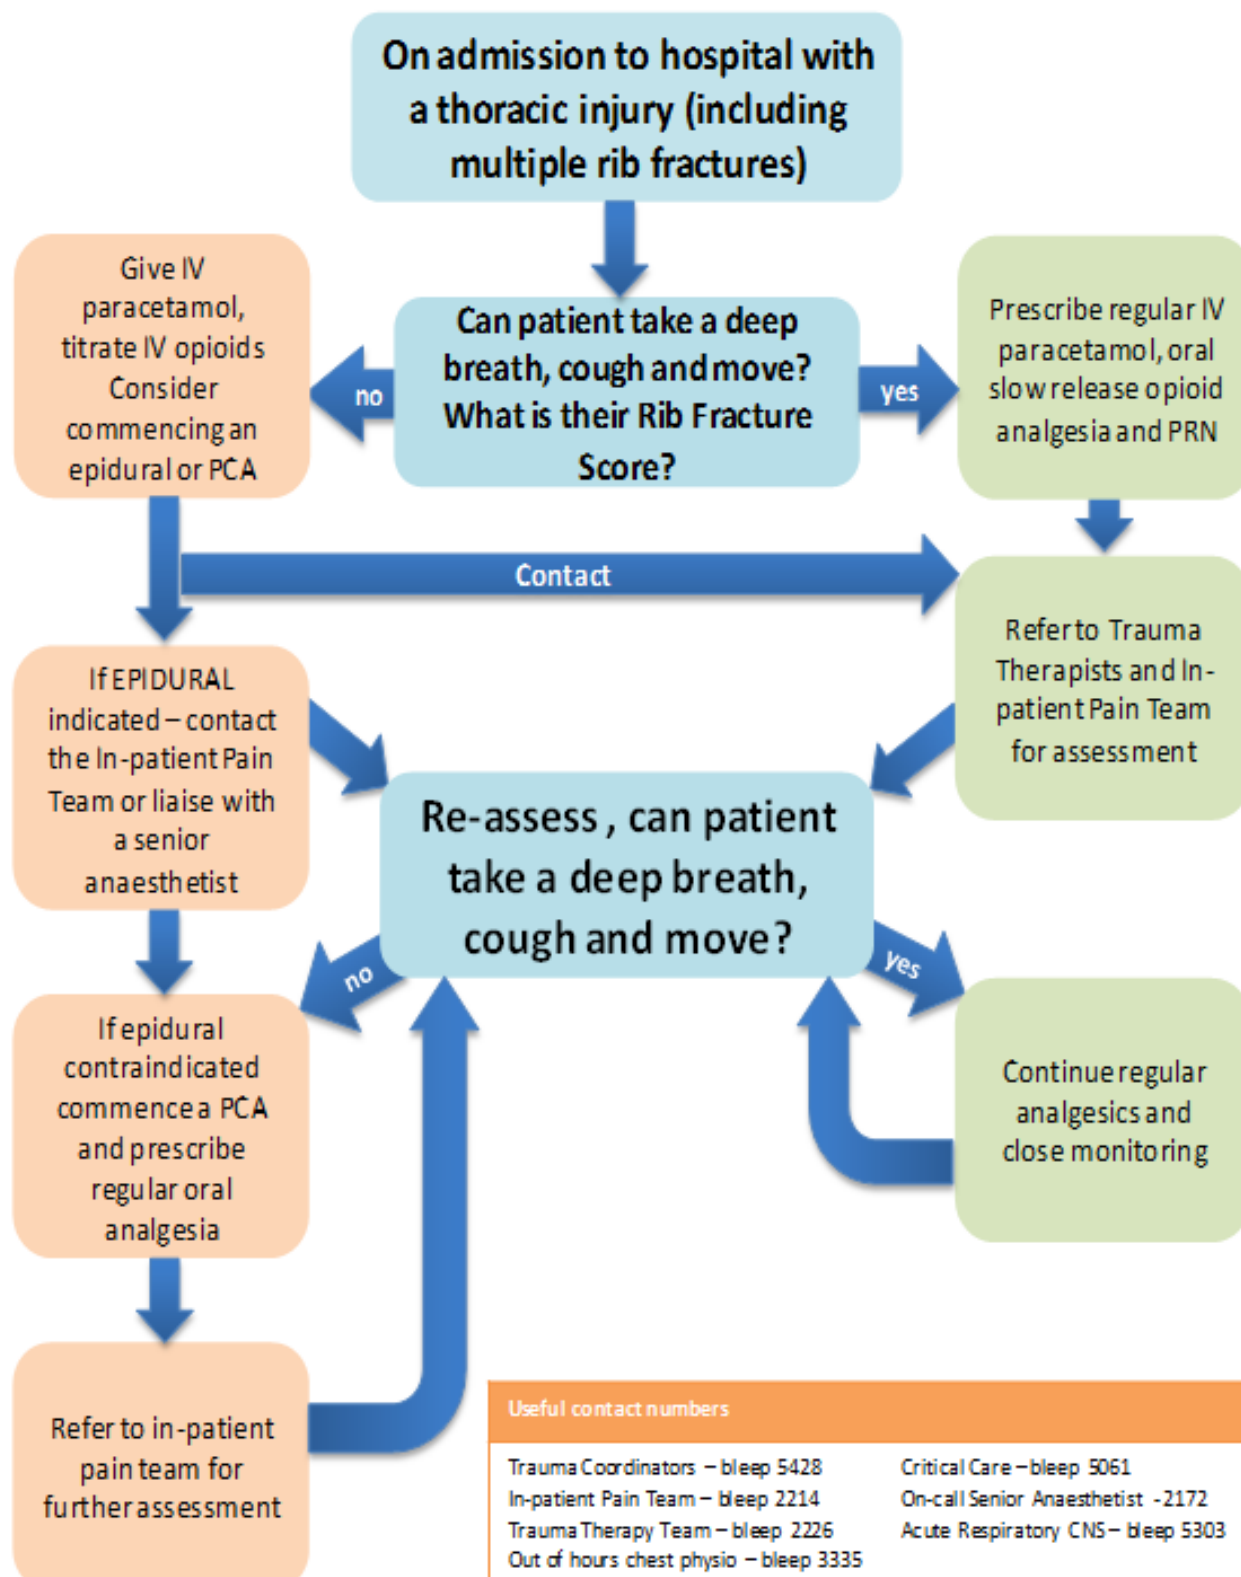 On admission to hospital with
a thoracic injury (including
multiple rib fractures)
Give IV
paracetamol,
titrate IV opioids
Consider
commencing an
epidural or PCA
no
Can patient take a deep
breath, cough and move?
What is their Rib Fracture
Score?
yes
Prescribe regular IV
paracetamol, oral
slow release opioid
analgesia and PRN
Contact
If EPIDURAL
indicated – contact
the In-patient Pain
Team or liaise with
a senior
anaesthetist
Refer to Trauma
Therapists and In-
patient Pain Team
for assessment
Re-assess , can patient
take a deep breath,
cough and move?
no
yes
If epidural
contraindicated
commence a PCA
and prescribe
regular oral
analgesia
Continue regular
analgesics and
close monitoring
Refer to in-patient
pain team for
further assessment
Useful contact numbers
Trauma Coordinators – bleep 5428
In-patient Pain Team – bleep 2214
Trauma Therapy Team – bleep 2226
Out of hours chest physio – bleep 3335
Critical Care – bleep 5061
On-call Senior Anaesthetist -2172
Acute Respiratory CNS – bleep 5303